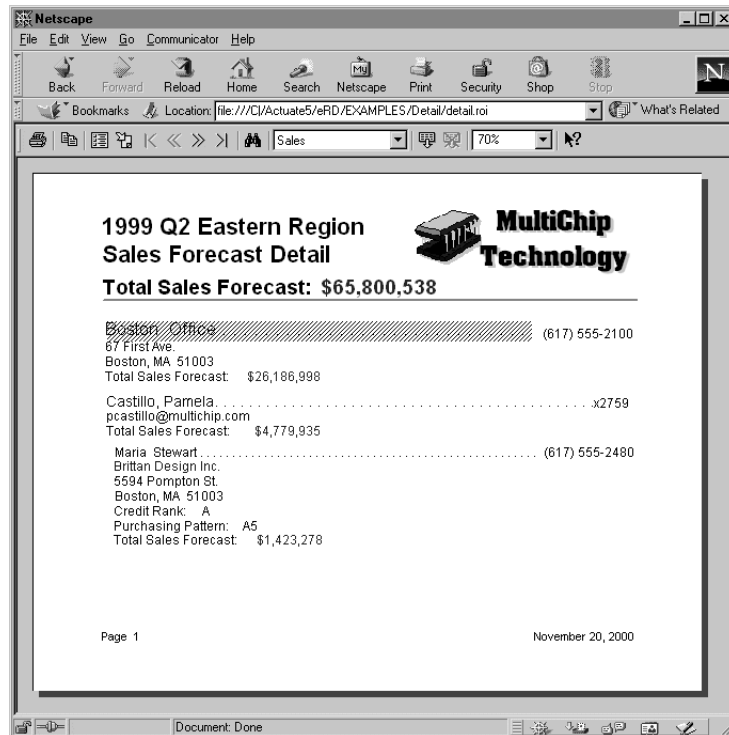 Netscape
File Edit View Go Communicator Help
My
N
Back Forward Reload Home Search Netscape Print Security Shop Stop
Bookmarks Location: file:///C|/Actuate5/eRD/EXAMPLES/Detail/detail.roi What's Related
Sales 70%
1999 Q2 Eastern Region
Sales Forecast Detail
MultiChip
Technology
Total Sales Forecast: $65,800,538
Boston Office. . . . . . . . . . . . . . . . . . . . . . . . . . . . . . . . . . . . . . . . (617) 555-2100
67 First Ave.
Boston, MA 51003
Total Sales Forecast: $26,186,998
Castillo, Pamela. . . . . . . . . . . . . . . . . . . . . . . . . . . . . . . . . . . . . . . . . . . . . . . x2759
pcastillo@multichip.com
Total Sales Forecast: $4,779,935
Maria Stewart . . . . . . . . . . . . . . . . . . . . . . . . . . . . . . . . . . . . . . . . . . . . . . . . (617) 555-2480
Brittan Design Inc.
5594 Pompton St.
Boston, MA 51003
Credit Rank: A
Purchasing Pattern: A5
Total Sales Forecast: $1,423,278
Page 1 November 20, 2000
Document: Done